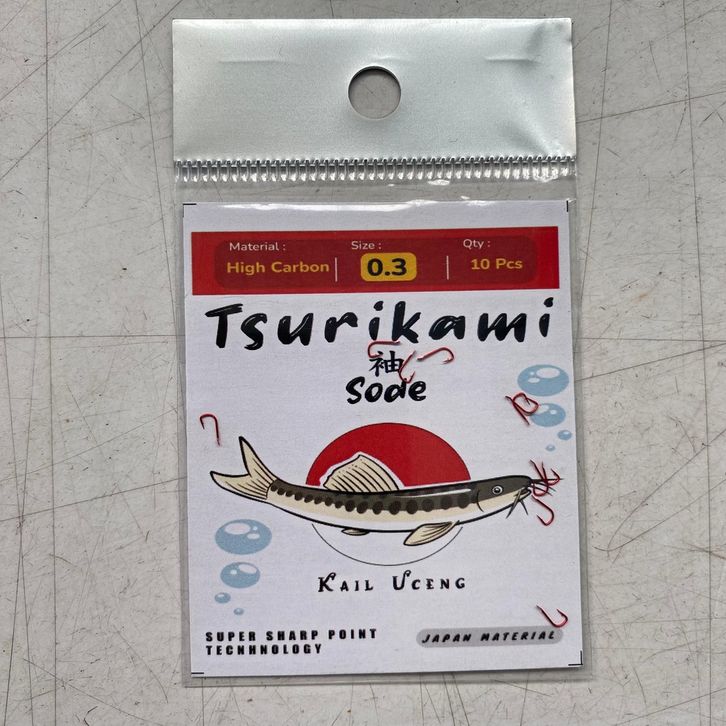 Material :
High Carbon
Size :
0.3
Qty :
10 Pcs
Tsurikami
袖
Sode
Kail Uceng
SUPER SHARP POINT
TECNHNOLOGY
JAPAN MATERIAL